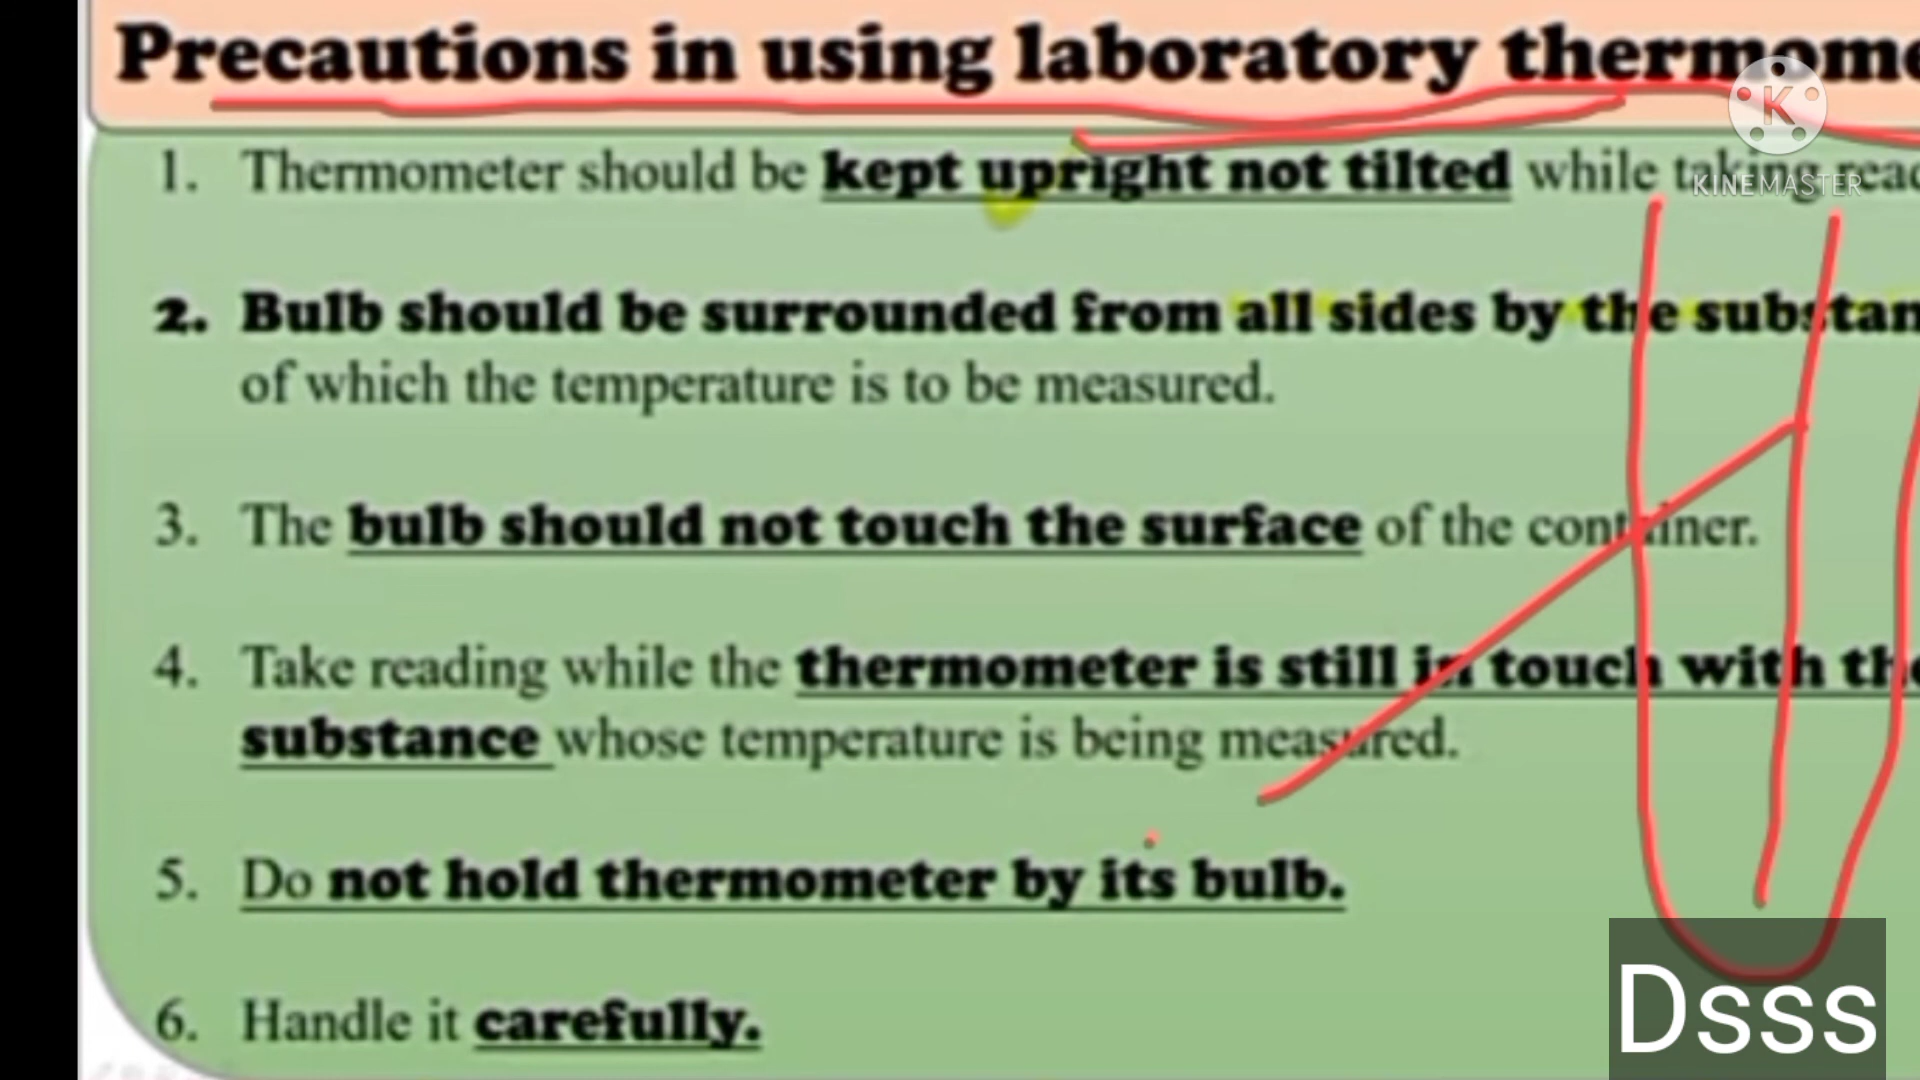 Precautions in using laboratory thermome
1. Thermometer should be kept upright not tilted while taking read
KINEMASTER
2. Bulb should be surrounded from all sides by the substan
of which the temperature is to be measured.
3. The bulb should not touch the surface of the container.
4. Take reading while the thermometer is still in touch with the
substance whose temperature is being measured.
5. Do not hold thermometer by its bulb.
6. Handle it carefully.
Dsss